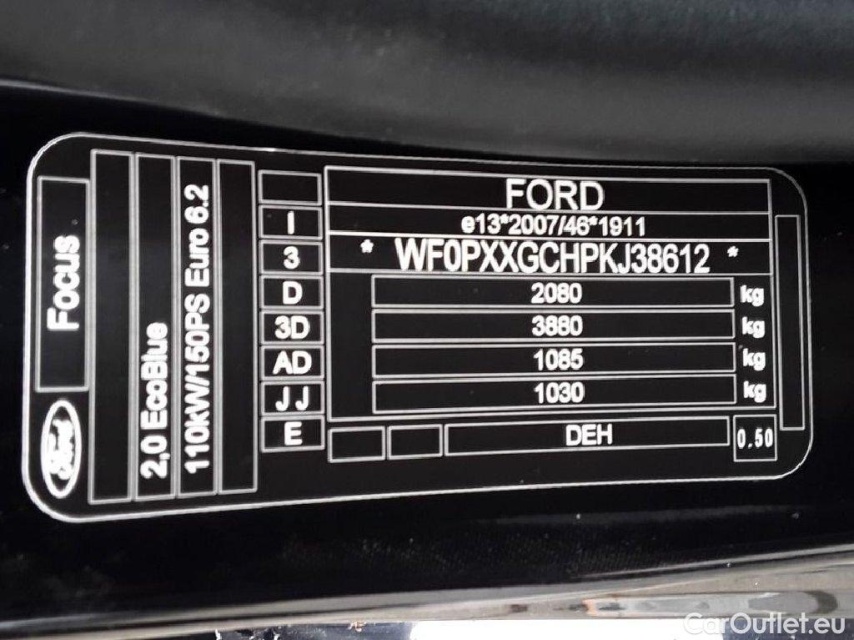 Focus
Ford
2,0 EcoBlue
110kW/150PS Euro 6.2
FORD
I e13*2007/46*1911
3 * WF0PXXGCHPKJ38612 *
D 2080 kg
3D 3880 kg
AD 1085 kg
JJ 1030 kg
E DEH 0.50
CarOutlet.eu